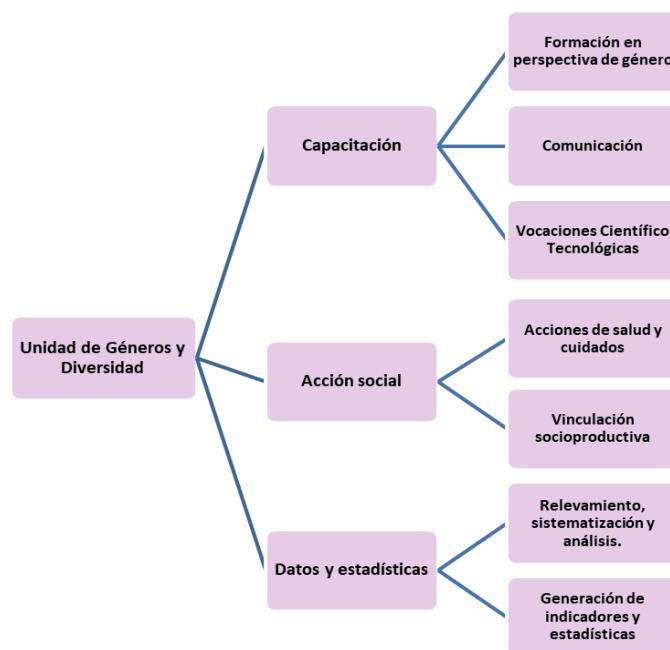 Unidad de Géneros y
Diversidad
Capacitación
Formación en
perspectiva de género
Comunicación
Vocaciones Científico
Tecnológicas
Acción social
Acciones de salud y
cuidados
Vinculación
socioproductiva
Datos y estadísticas
Relevamiento,
sistematización y
análisis.
Generación de
indicadores y
estadísticas